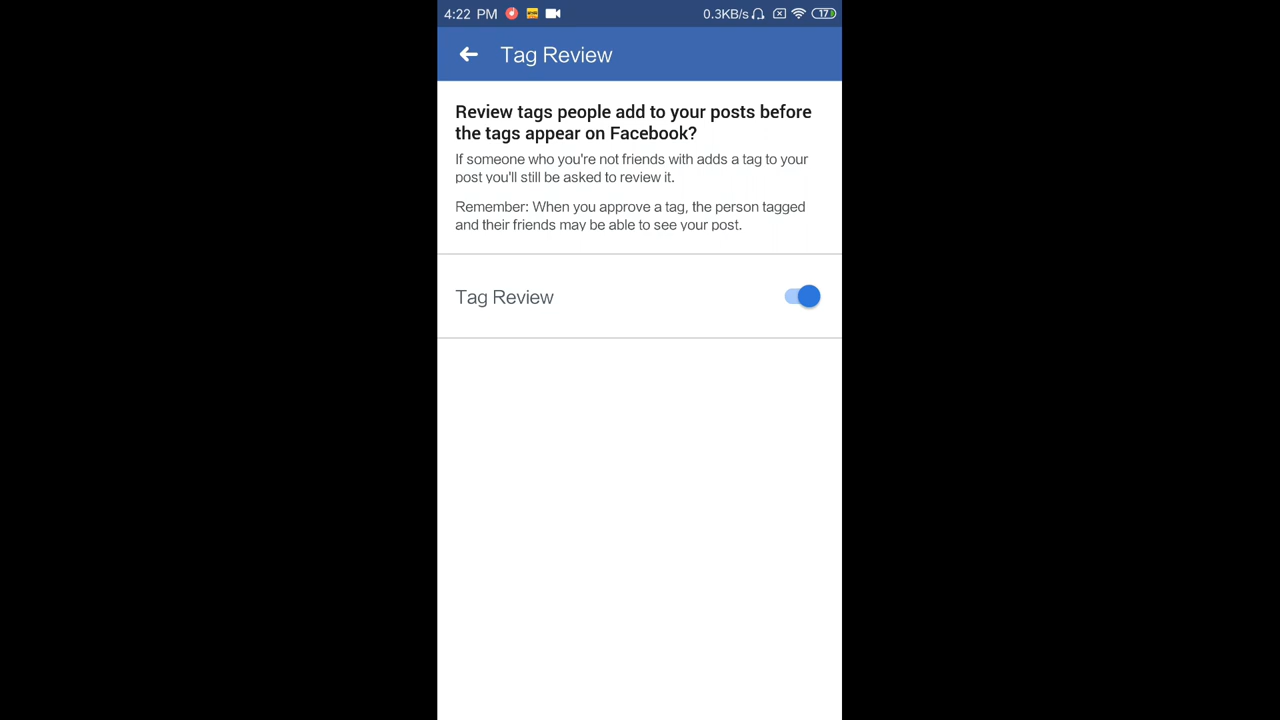 4:22 PM 0.3KB/s 17
Tag Review
Review tags people add to your posts before
the tags appear on Facebook?
If someone who you're not friends with adds a tag to your
post you'll still be asked to review it.
Remember: When you approve a tag, the person tagged
and their friends may be able to see your post.
Tag Review